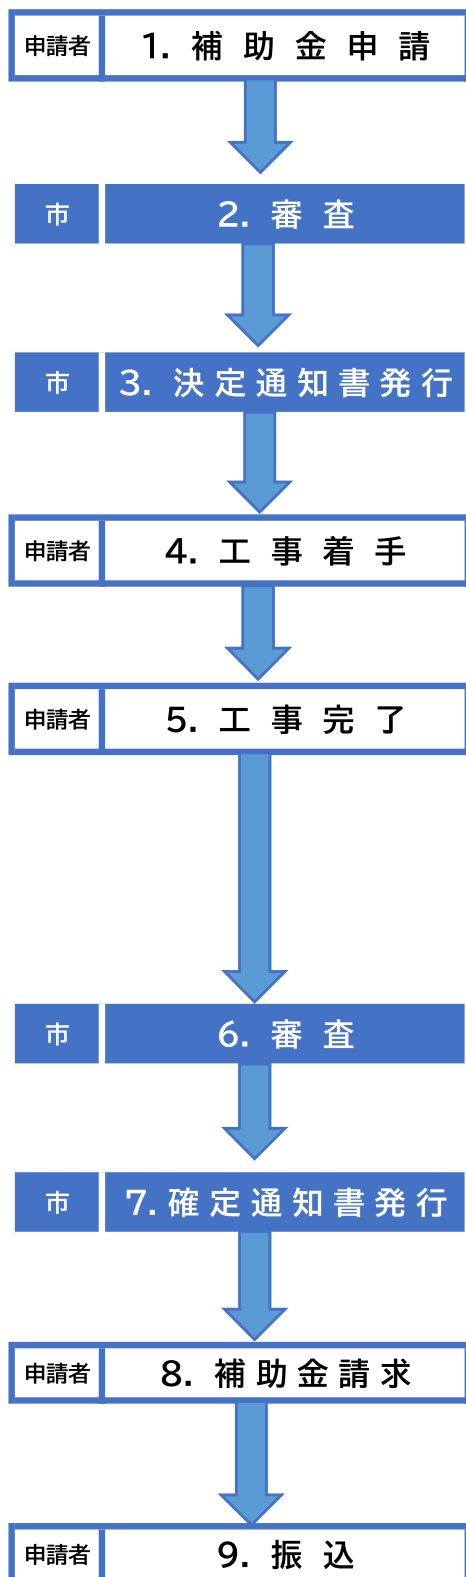 申請者 1. 補助金申請
市 2. 審査
市 3. 決定通知書発行
申請者 4. 工事着手
申請者 5. 工事完了
市 6. 審査
市 7. 確定通知書発行
申請者 8. 補助金請求
申請者 9. 振込